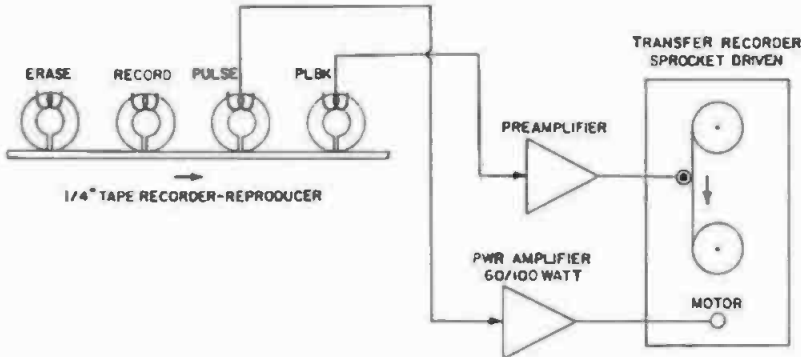 TRANSFER RECORDER
SPROCKET DRIVEN
ERASE RECORD PULSE PLBK
PREAMPLIFIER
1/4" TAPE RECORDER-REPRODUCER
PWR AMPLIFIER
60/100 WATT
MOTOR